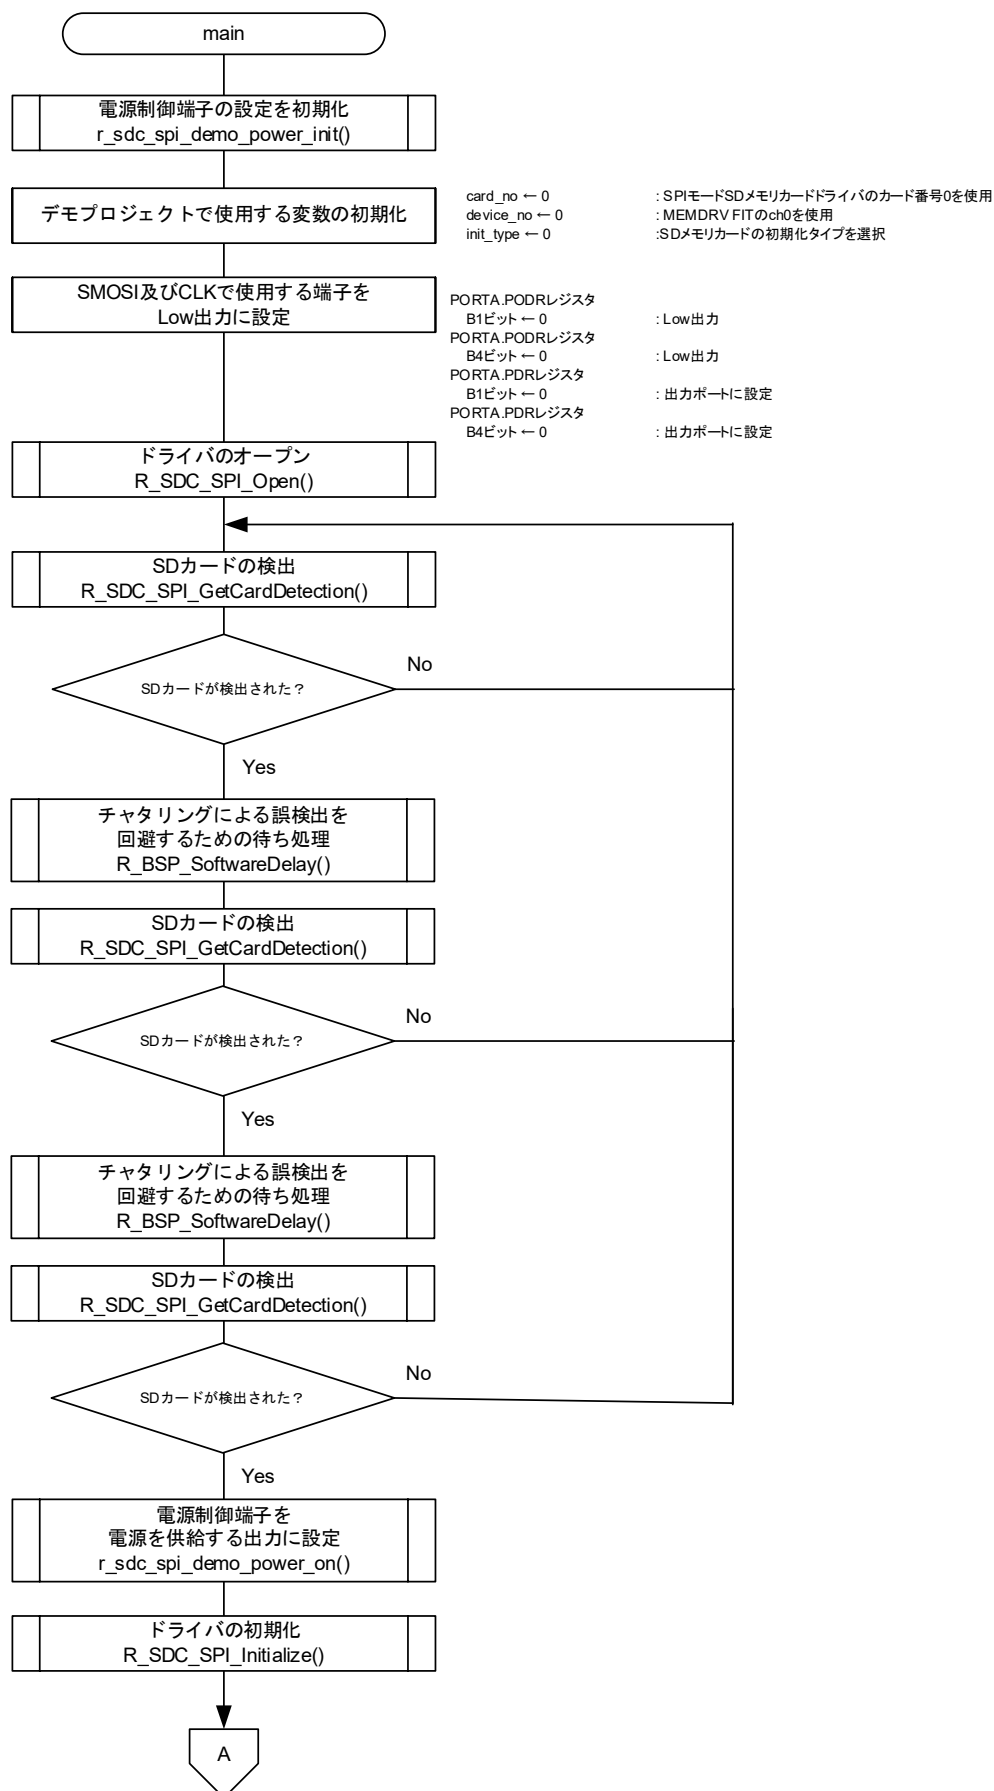 main
電源制御端子の設定を初期化
r_sdc_spi_demo_power_init()
デモプロジェクトで使用する変数の初期化
card_no ← 0 : SPIモードSDメモリカードドライバのカード番号0を使用
device_no ← 0 : MEMDRV FITのch0を使用
init_type ← 0 :SDメモリカードの初期化タイプを選択
SMOSI及びCLKで使用する端子を
Low出力に設定
PORTA.PODRレジスタ
B1ビット ← 0 : Low出力
PORTA.PODRレジスタ
B4ビット ← 0 : Low出力
PORTA.PDRレジスタ
B1ビット ← 0 : 出力ポートに設定
PORTA.PDRレジスタ
B4ビット ← 0 : 出力ポートに設定
ドライバのオープン
R_SDC_SPI_Open()
SDカードの検出
R_SDC_SPI_GetCardDetection()
SDカードが検出された?
No
Yes
チャタリングによる誤検出を
回避するための待ち処理
R_BSP_SoftwareDelay()
SDカードの検出
R_SDC_SPI_GetCardDetection()
SDカードが検出された?
No
Yes
チャタリングによる誤検出を
回避するための待ち処理
R_BSP_SoftwareDelay()
SDカードの検出
R_SDC_SPI_GetCardDetection()
SDカードが検出された?
No
Yes
電源制御端子を
電源を供給する出力に設定
r_sdc_spi_demo_power_on()
ドライバの初期化
R_SDC_SPI_Initialize()
A